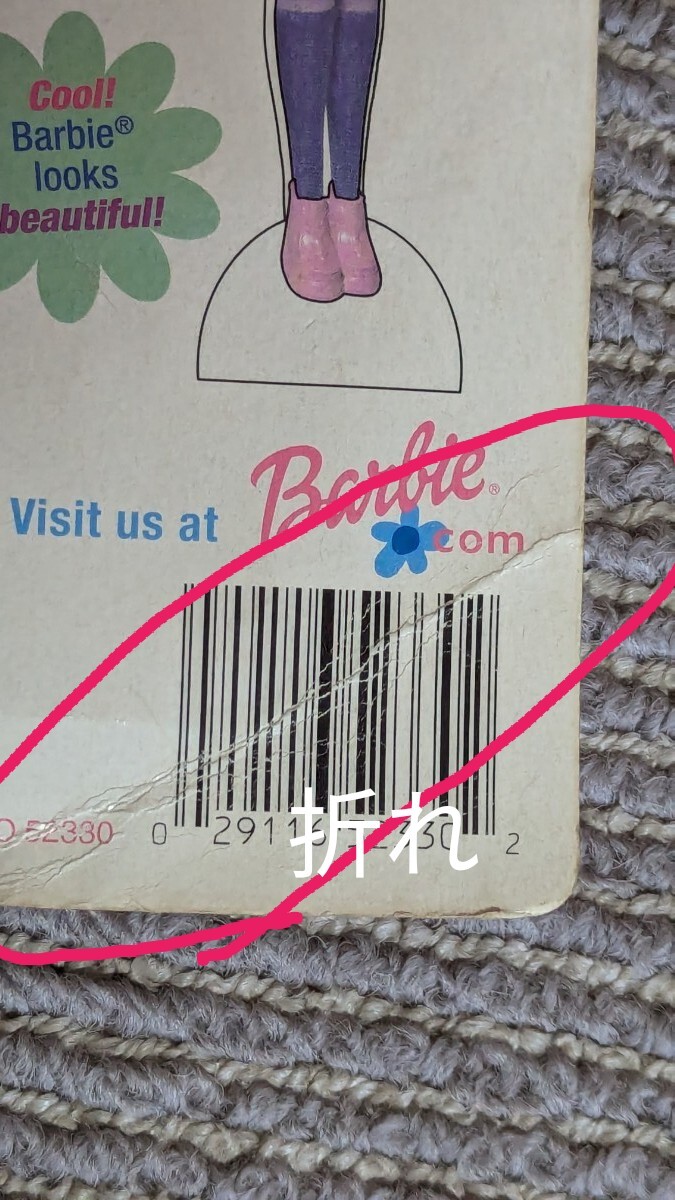 Cool!
Barbie®
looks
beautiful!
Visit us at
Barbie®
com
52330
0
2
折れ